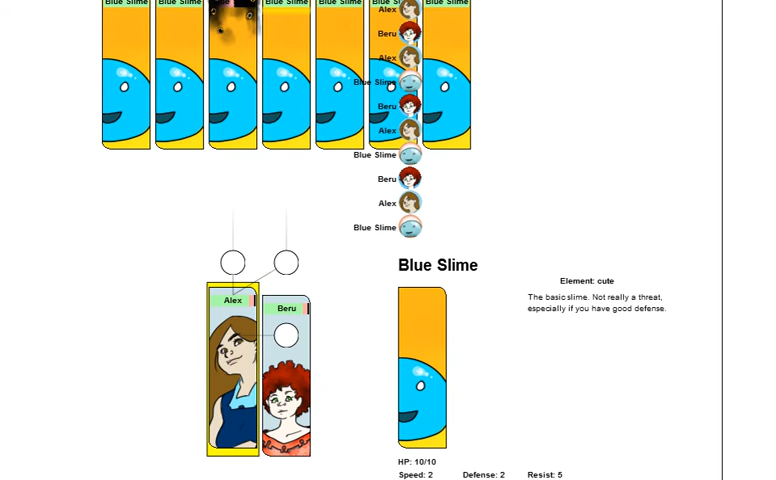 Blue Slime
Blue Slime
Blue Slime
Blue Slime
Blue Slime
Blue Slime
Alex
Beru
Alex
Blue Slime
Beru
Alex
Blue Slime
Beru
Alex
Blue Slime
Blue Slime
Element: cute
The basic slime. Not really a threat,
especially if you have good defense.
Alex
Beru
HP: 10/10
Speed: 2 Defense: 2 Resist: 5